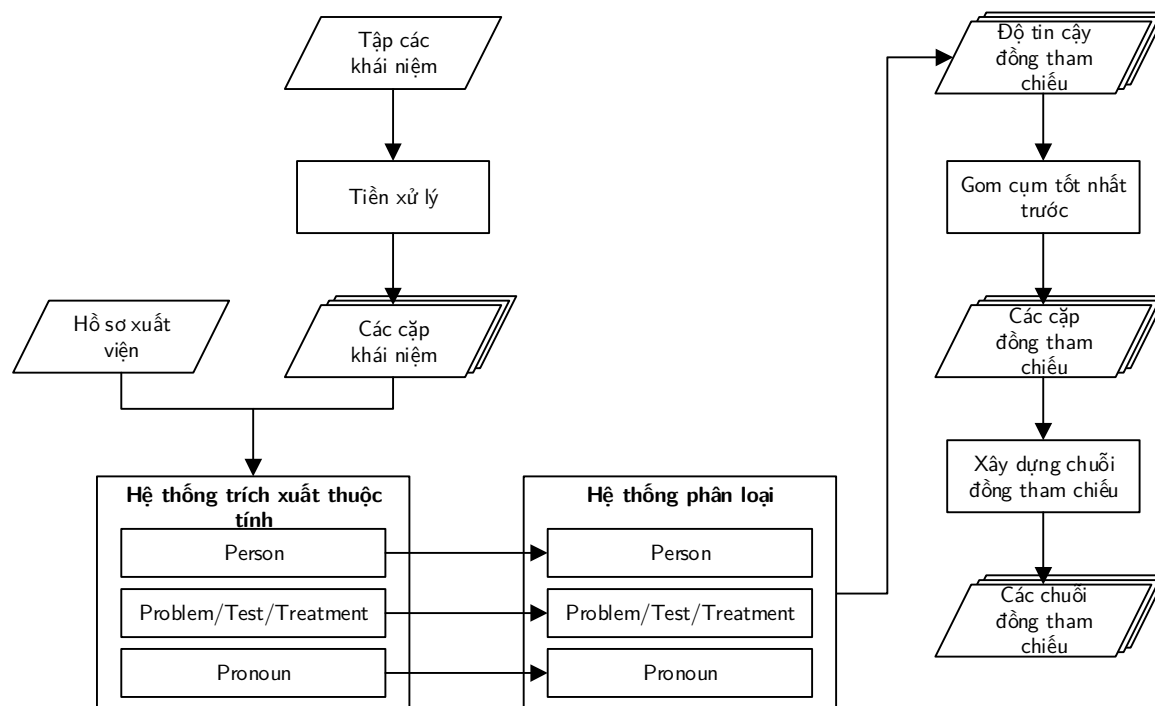 Tập các
khái niệm
Tiền xử lý
Hồ sơ xuất
viện
Các cặp
khái niệm
Hệ thống trích xuất thuộc
tính
Person
Problem/Test/Treatment
Pronoun
Hệ thống phân loại
Person
Problem/Test/Treatment
Pronoun
Độ tin cậy
đồng tham
chiếu
Gom cụm tốt nhất
trước
Các cặp
đồng tham
chiếu
Xây dựng chuỗi
đồng tham chiếu
Các chuỗi
đồng tham
chiếu